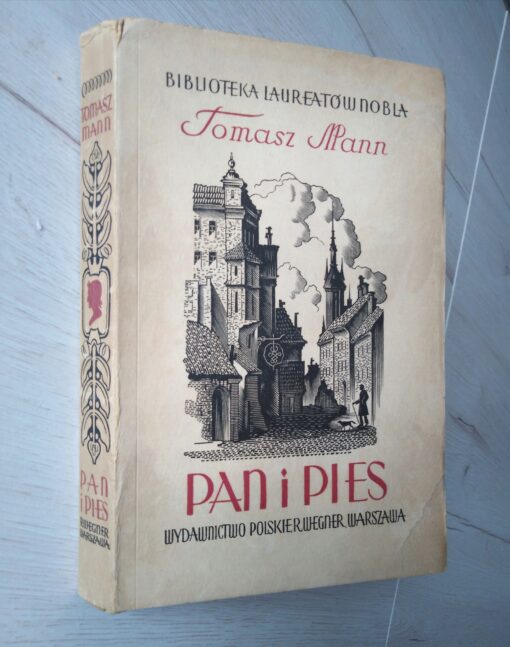 BIBLIOTEKA LAUREATÓW NOBLA
Tomasz Mann
PAN i PIES
WYDAWNICTWO POLSKIE R. WEGNER, WARSZAWA
TOMASZ
MANN
PAN
i PIES
R. WEGNER
WARSZAWA